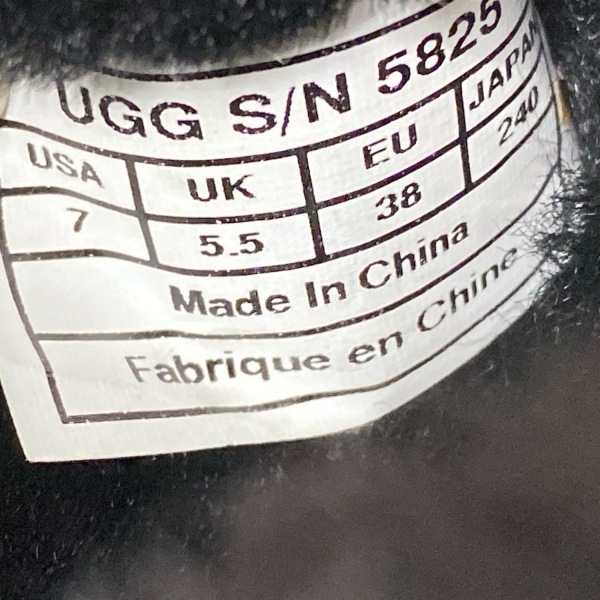 UGG S/N 5825
USA UK EU JAPAN
7 5.5 38 240
Made In China
Fabrique en Chine